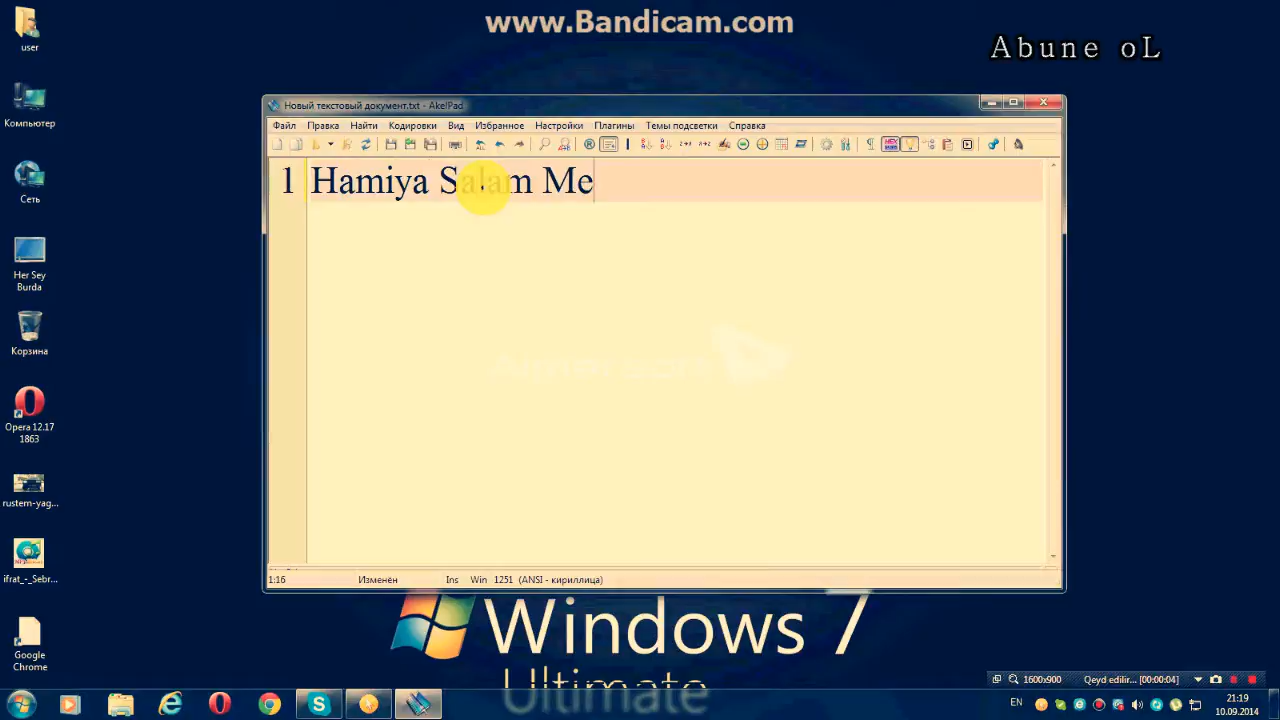 www.Bandicam.com
Abune oL
user
Компьютер
Сеть
Her Sey
Burda
Корзина
Opera 12.17
1863
rustem-yag...
ifrat_-_Sebr...
Google
Chrome
Новый текстовый документ.txt - AkelPad
Файл Правка Найти Кодировки Вид Избранное Настройки Плагины Темы подсветки Справка
1 Hamiya Salam Me
1:16 Изменён Ins Win 1251 (ANSI - кириллица)
Windows 7
Ultimate
1600x900 Qeyd edilir... [00:00:04]
EN
21:19
10.09.2014